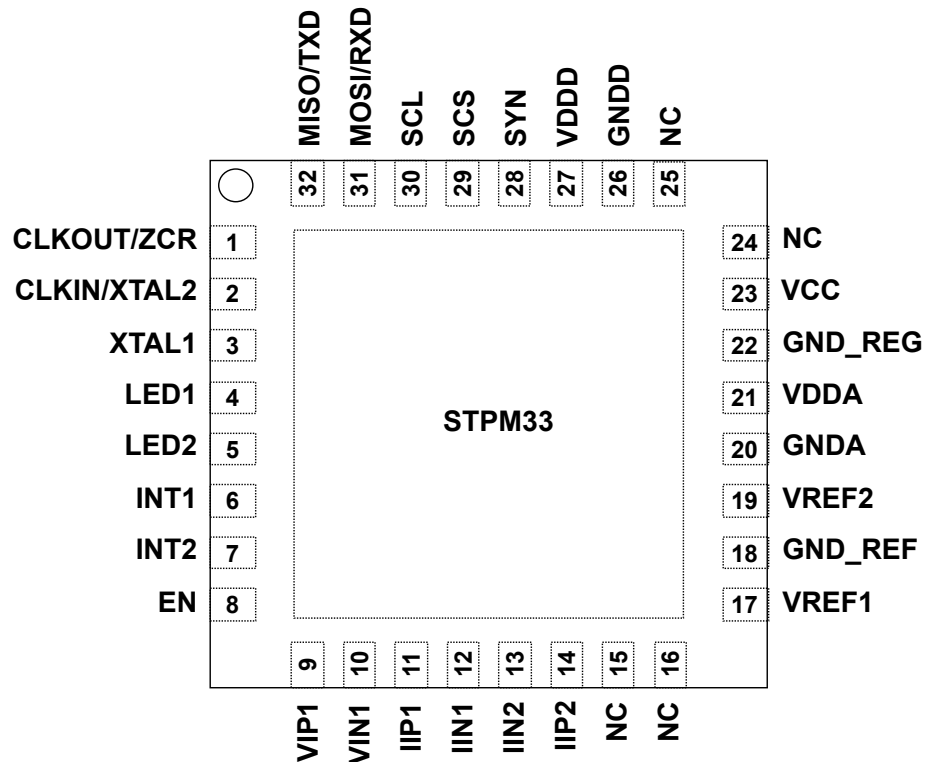 MISO/TXD
MOSI/RXD
SCL
SCS
SYN
VDDD
GNDD
NC
32
31
30
29
28
27
26
25
CLKOUT/ZCR 1
CLKIN/XTAL2 2
XTAL1 3
LED1 4
LED2 5
INT1 6
INT2 7
EN 8
STPM33
24 NC
23 VCC
22 GND_REG
21 VDDA
20 GNDA
19 VREF2
18 GND_REF
17 VREF1
9
10
11
12
13
14
15
16
VIP1
VIN1
IIP1
IIN1
IIN2
IIP2
NC
NC